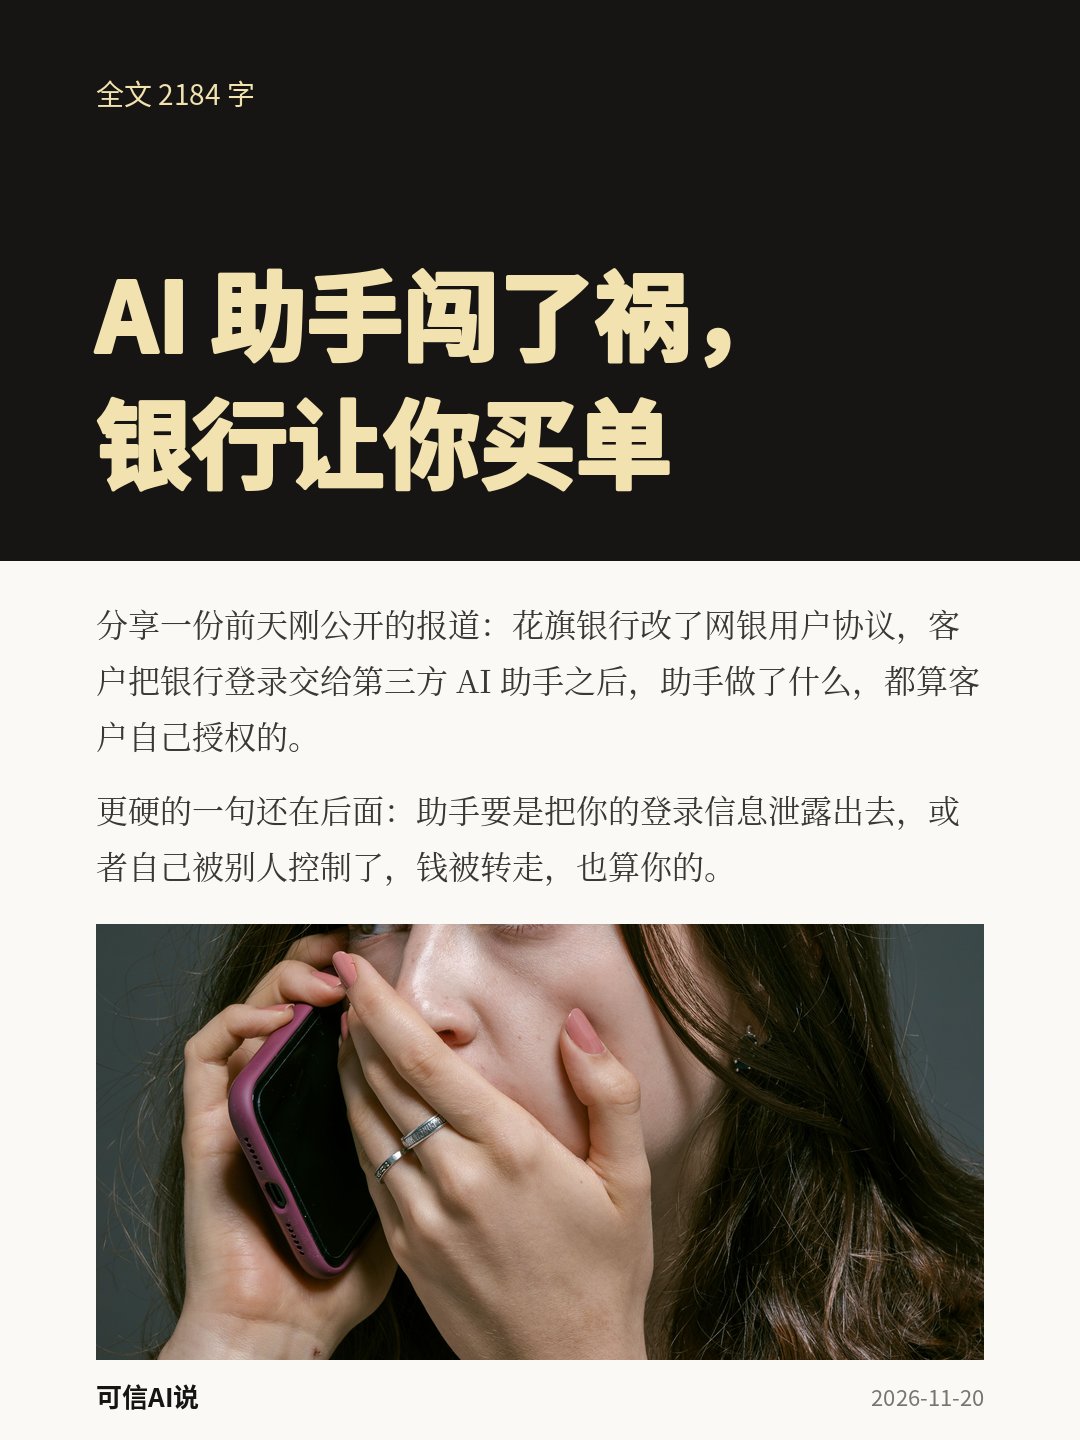 全文 2184 字
AI 助手闯了祸，
银行让你买单
分享一份前天刚公开的报道：花旗银行改了网银用户协议，客
户把银行登录交给第三方 AI 助手之后，助手做了什么，都算客
户自己授权的。
更硬的一句还在后面：助手要是把你的登录信息泄露出去，或
者自己被别人控制了，钱被转走，也算你的。
可信AI说
2026-11-20